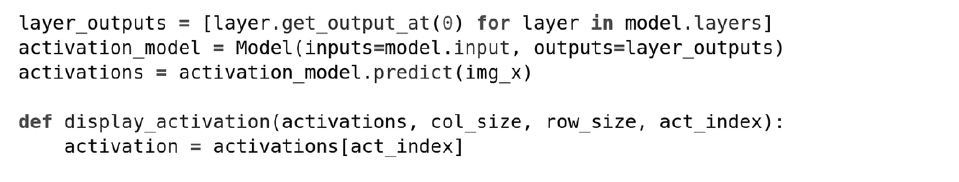 layer_outputs = [layer.get_output_at(0) for layer in model.layers]
activation_model = Model(inputs=model.input, outputs=layer_outputs)
activations = activation_model.predict(img_x)

def display_activation(activations, col_size, row_size, act_index):
    activation = activations[act_index]